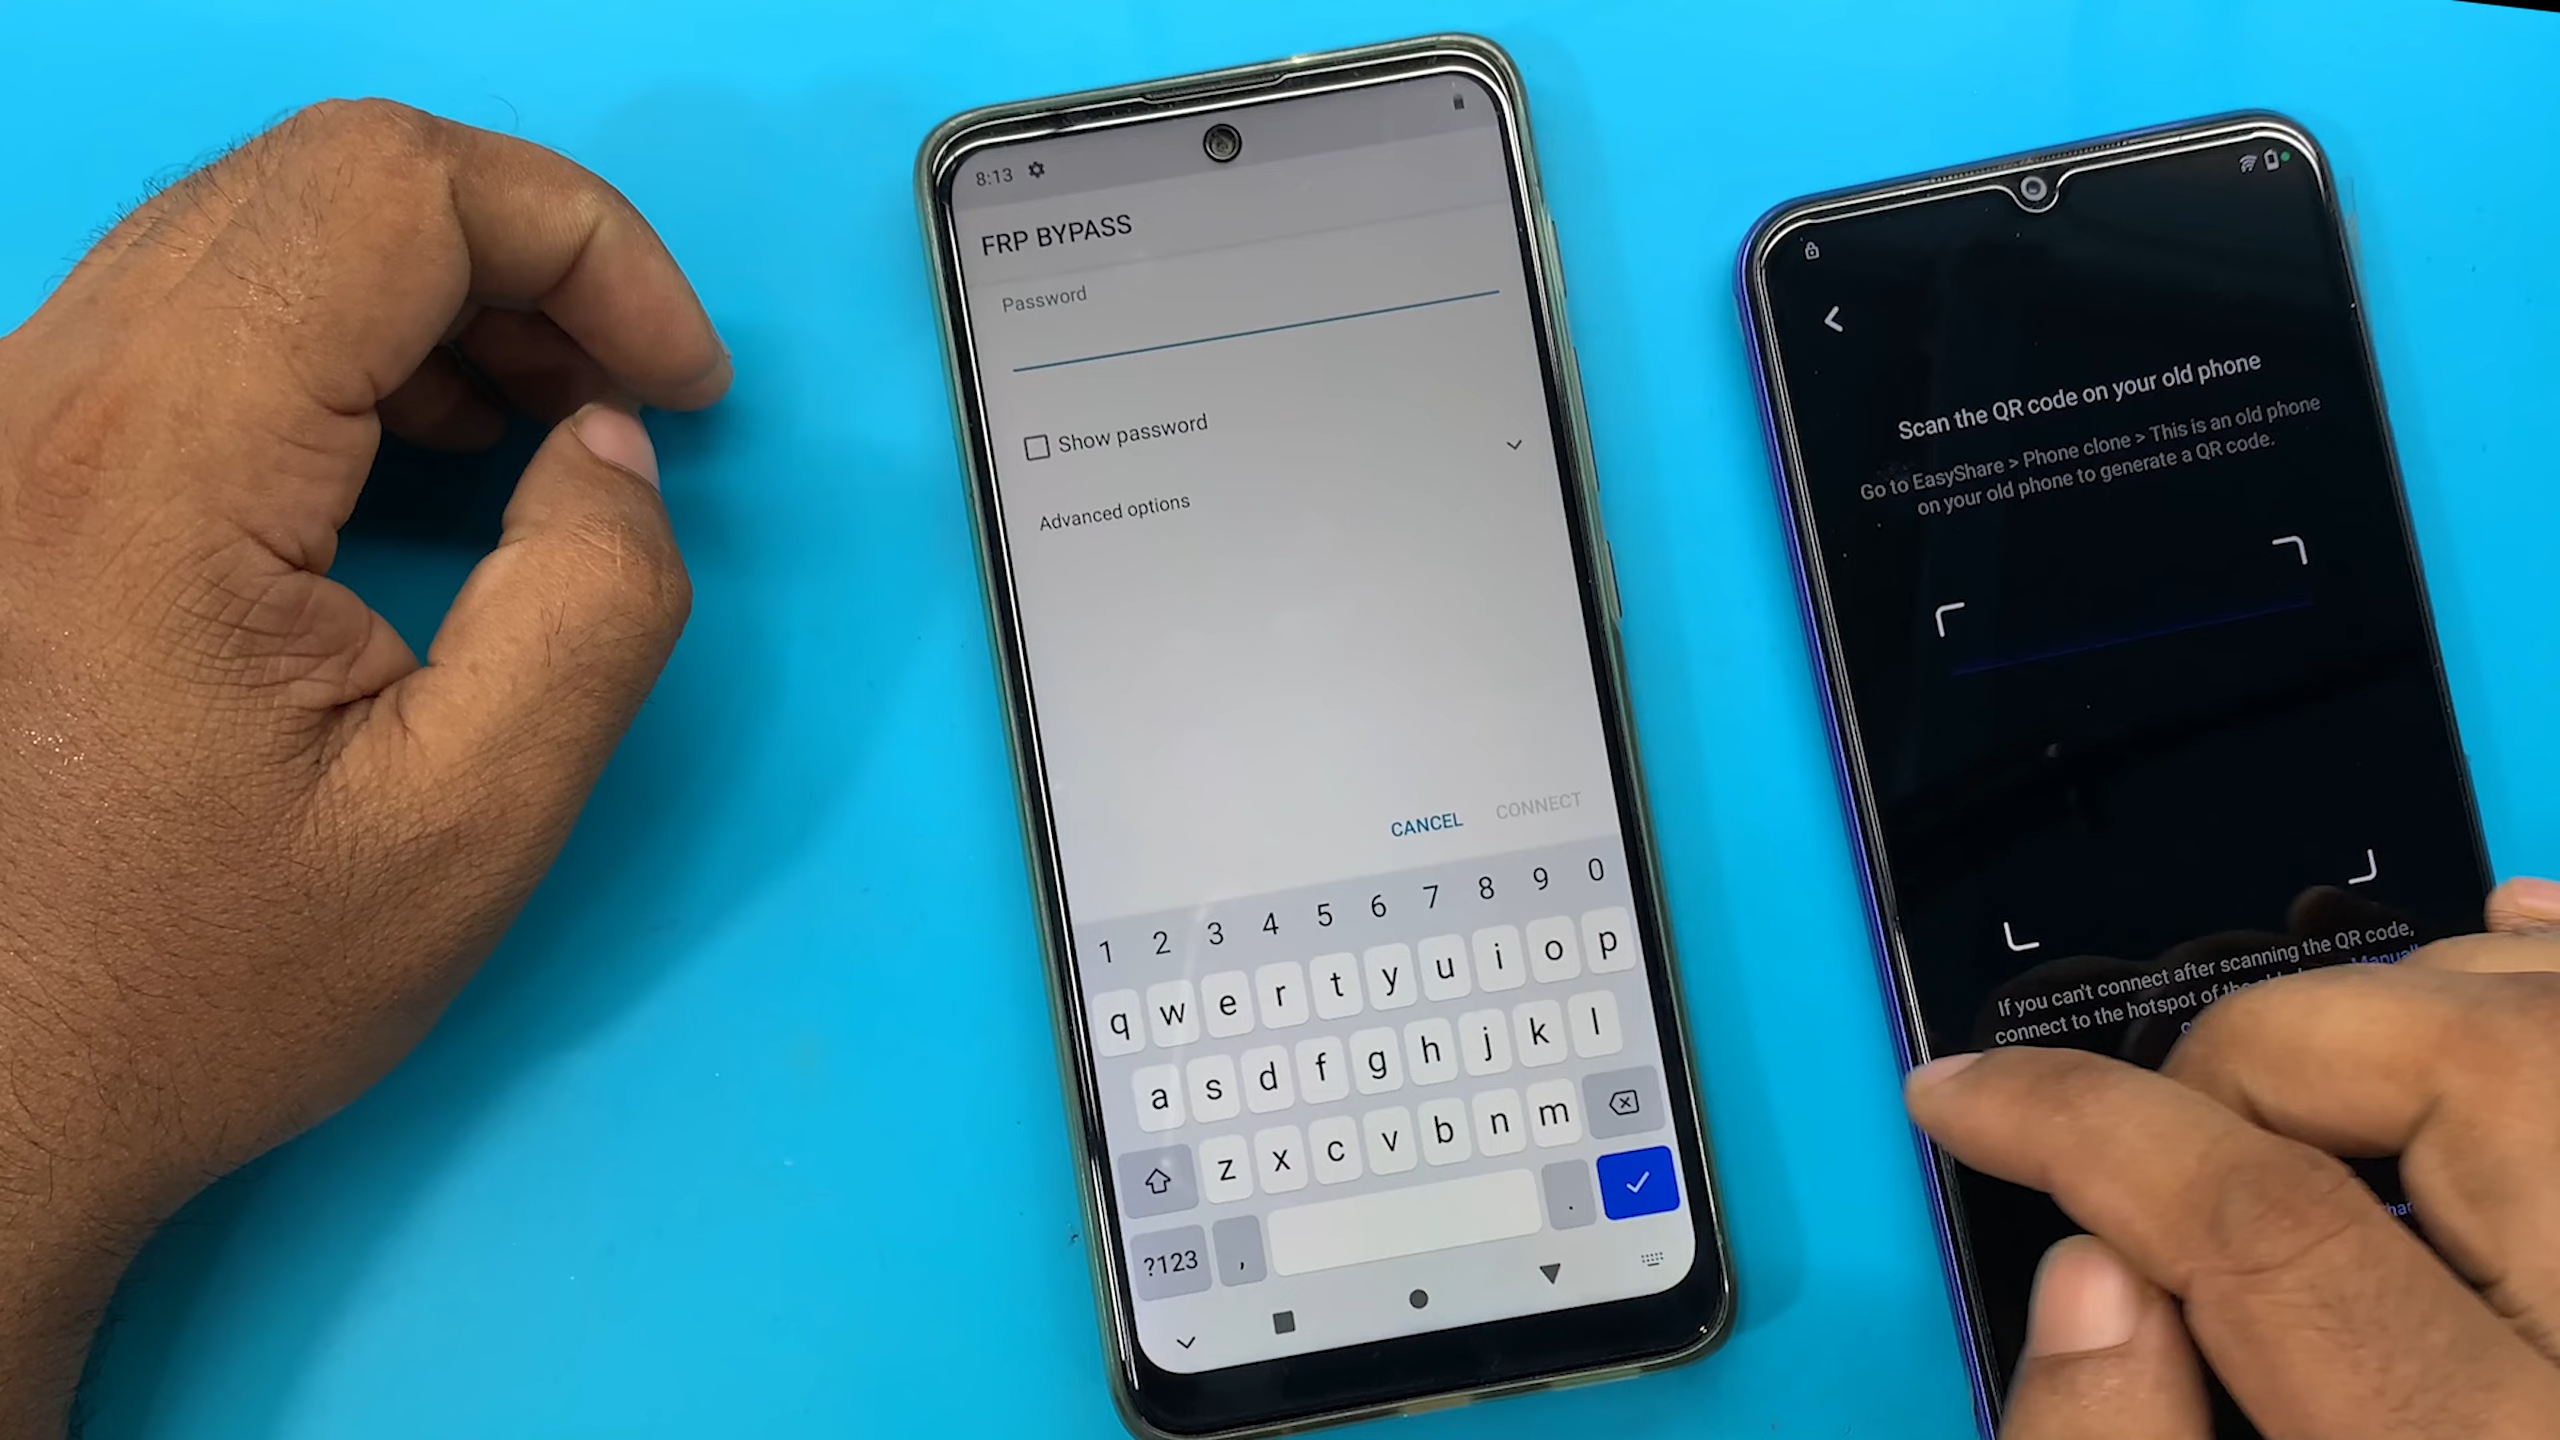 8:13
FRP BYPASS
Password
Show password
Advanced options
CANCEL CONNECT
1 2 3 4 5 6 7 8 9 0
q w e r t y u i o p
a s d f g h j k l
z x c v b n m
?123 , .
Scan the QR code on your old phone
Go to EasyShare > Phone clone > This is an old phone
on your old phone to generate a QR code.
If you can't connect after scanning the QR code,
connect to the hotspot of the